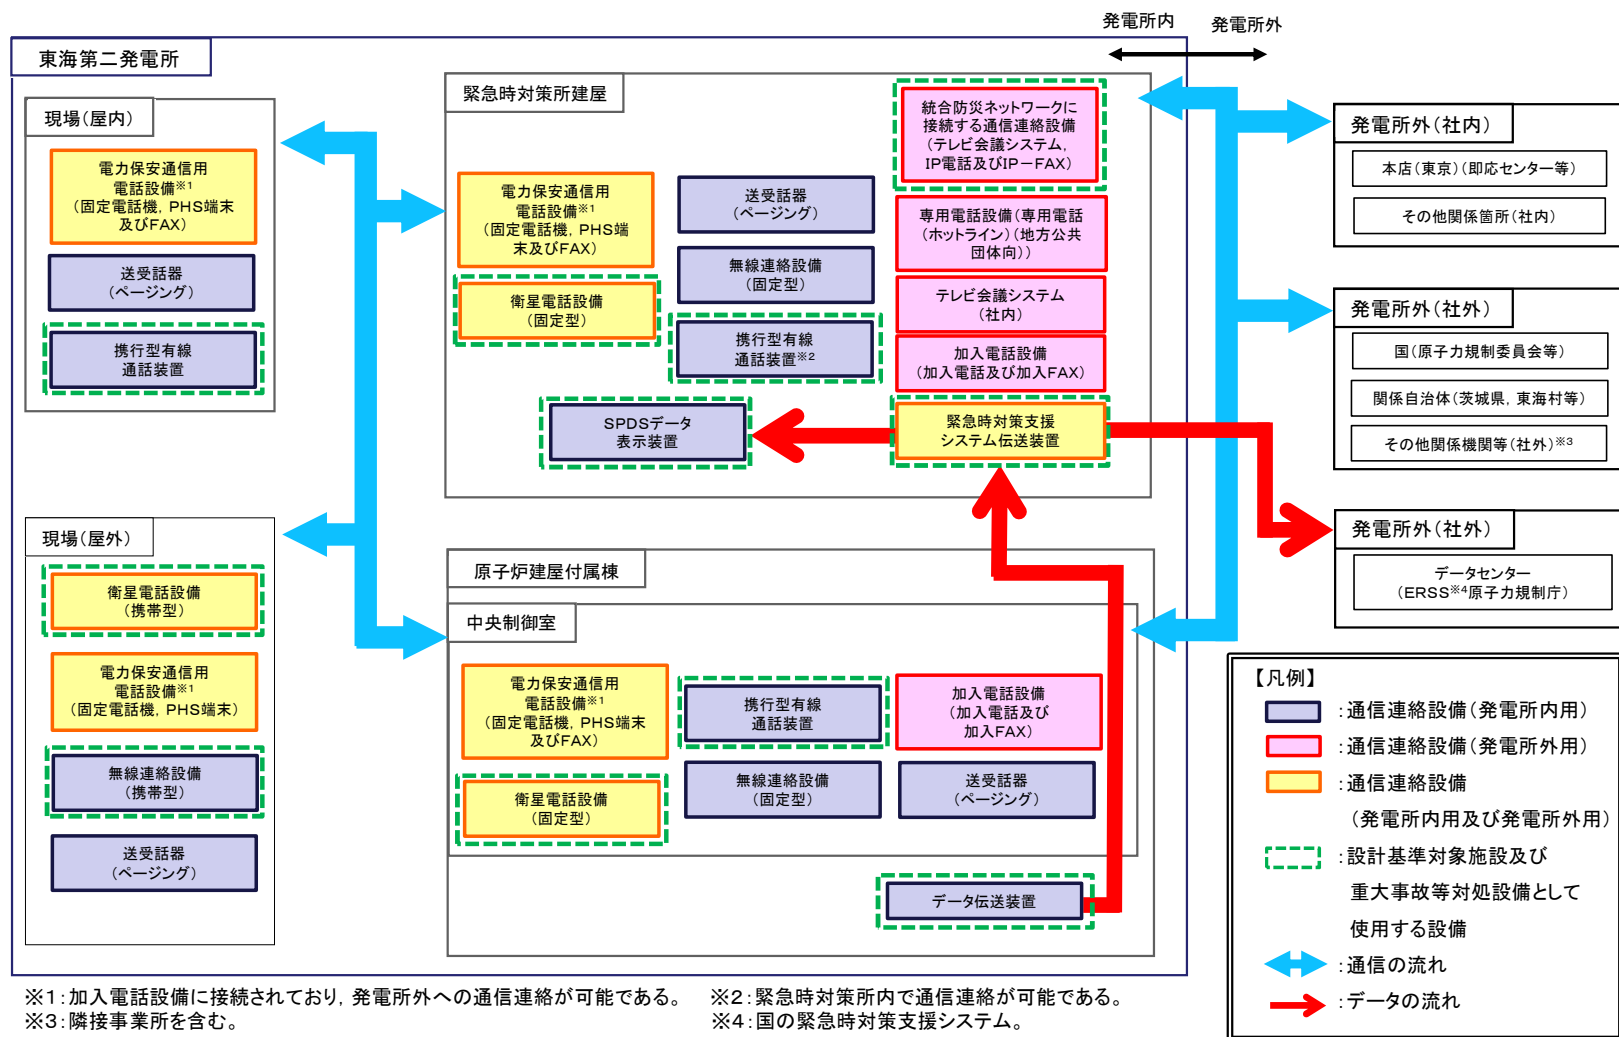 発電所内
発電所外
東海第二発電所
現場(屋内)
電力保安通信用
電話設備※1
(固定電話機, PHS端末
及びFAX)
送受話器
(ページング)
携行型有線
通話装置
現場(屋外)
衛星電話設備
(携帯型)
電力保安通信用
電話設備※1
(固定電話機, PHS端末)
無線連絡設備
(携帯型)
送受話器
(ページング)
緊急時対策所建屋
電力保安通信用
電話設備※1
(固定電話機, PHS端
末及びFAX)
衛星電話設備
(固定型)
送受話器
(ページング)
無線連絡設備
(固定型)
携行型有線
通話装置※2
統合防災ネットワークに
接続する通信連絡設備
(テレビ会議システム,
IP電話及びIP-FAX)
専用電話設備(専用電話
(ホットライン)(地方公共
団体向))
テレビ会議システム
(社内)
加入電話設備
(加入電話及び加入FAX)
SPDSデータ
表示装置
緊急時対策支援
システム伝送装置
原子炉建屋付属棟
中央制御室
電力保安通信用
電話設備※1
(固定電話機, PHS端末
及びFAX)
衛星電話設備
(固定型)
携行型有線
通話装置
無線連絡設備
(固定型)
加入電話設備
(加入電話及び
加入FAX)
送受話器
(ページング)
データ伝送装置
発電所外(社内)
本店(東京)(即応センター等)
その他関係箇所(社内)
発電所外(社外)
国(原子力規制委員会等)
関係自治体(茨城県, 東海村等)
その他関係機関等(社外)※3
発電所外(社外)
データセンター
(ERSS※4原子力規制庁)
【凡例】
:通信連絡設備(発電所内用)
:通信連絡設備(発電所外用)
:通信連絡設備
(発電所内用及び発電所外用)
:設計基準対象施設及び
重大事故等対処設備として
使用する設備
:通信の流れ
:データの流れ
※1:加入電話設備に接続されており, 発電所外への通信連絡が可能である。
※2:緊急時対策所内で通信連絡が可能である。
※3:隣接事業所を含む。
※4:国の緊急時対策支援システム。